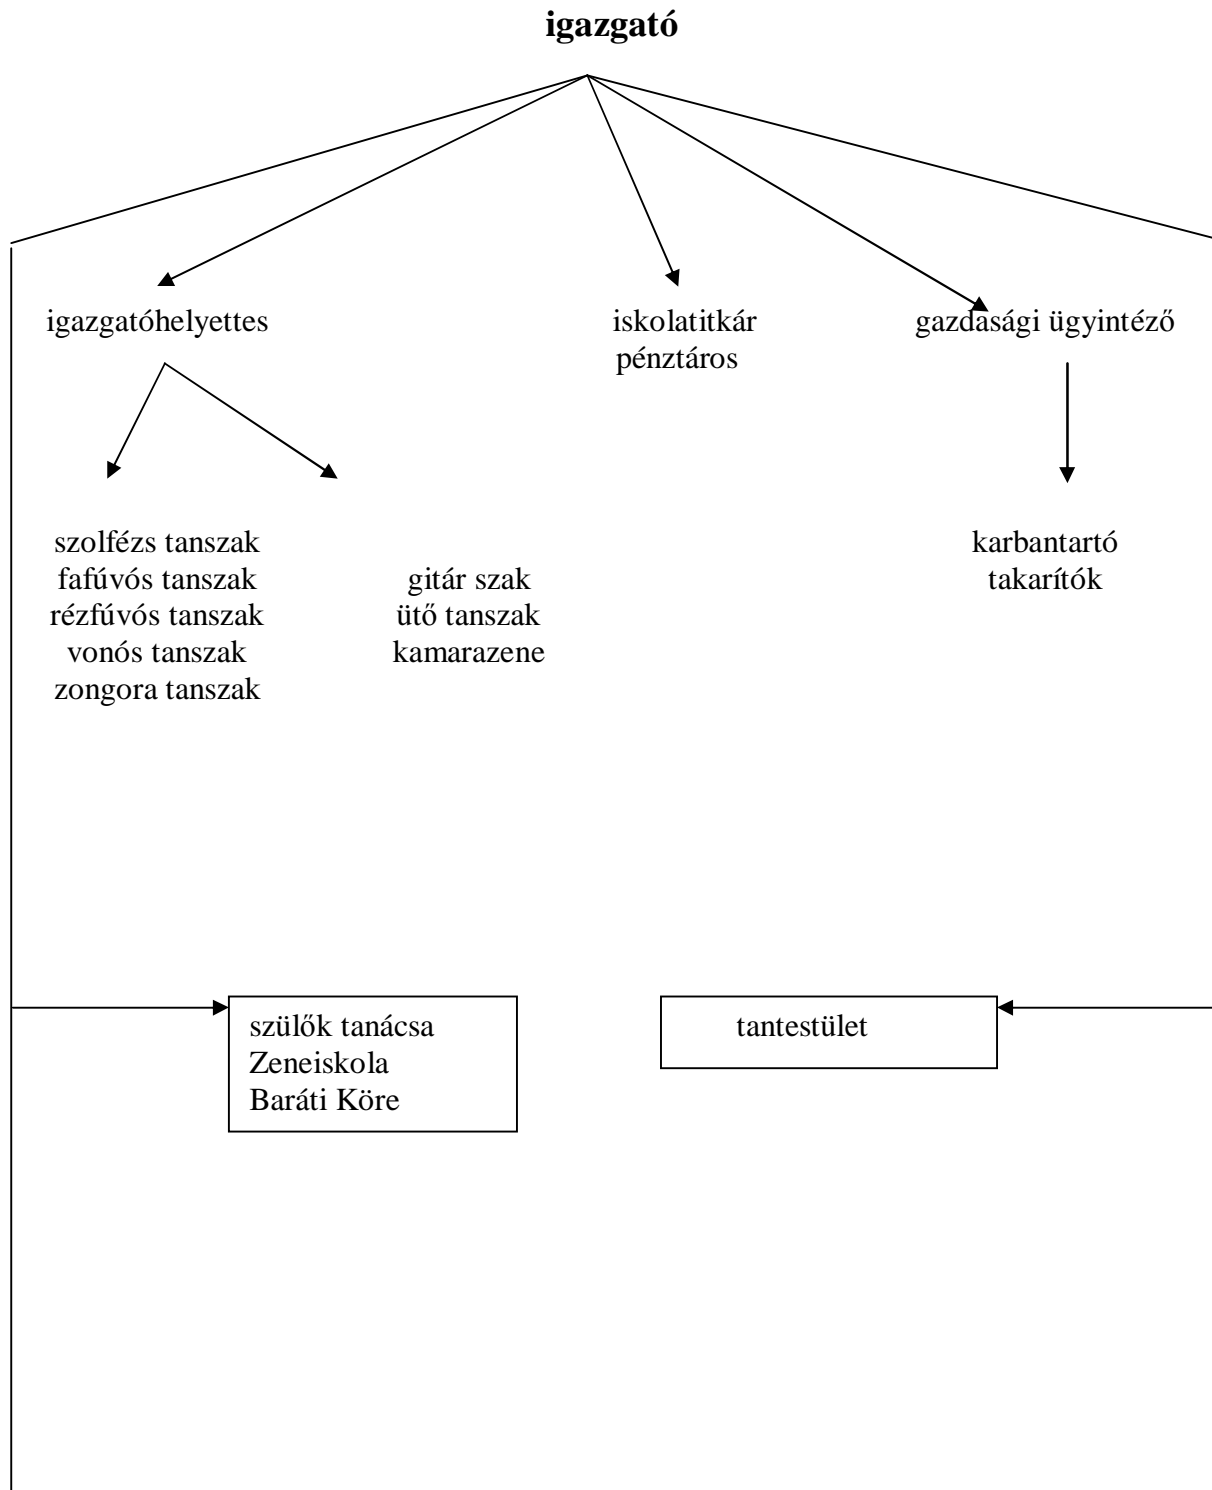 igazgató
igazgatóhelyettes
iskolatitkár
pénztáros
gazdasági ügyintéző
szolfézs tanszak
fafúvós tanszak
rézfúvós tanszak
vonós tanszak
zongora tanszak
gitár szak
ütő tanszak
kamarazene
karbantartó
takarítók
szülők tanácsa
Zeneiskola
Baráti Köre
tantestület